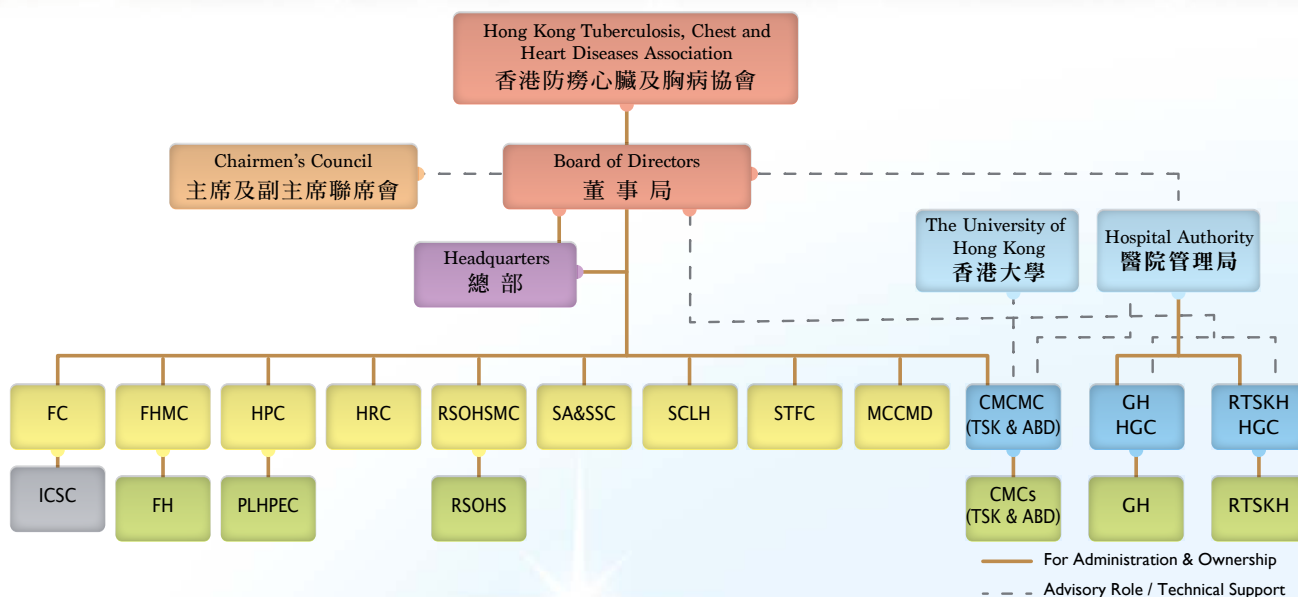 Hong Kong Tuberculosis, Chest and
Heart Diseases Association
香港防癆心臟及胸病協會
Chairmen's Council
主席及副主席聯席會
Board of Directors
董事局
Headquarters
總部
The University of
Hong Kong
香港大學
Hospital Authority
醫院管理局
FC
FHMC
HPC
HRC
RSOHSMC
SA&SSC
SCLH
STFC
MCCMD
CMCMC
(TSK & ABD)
GH
HGC
RTSKH
HGC
ICSC
FH
PLHPEC
RSOHS
CMCs
(TSK & ABD)
GH
RTSKH
For Administration & Ownership
Advisory Role / Technical Support